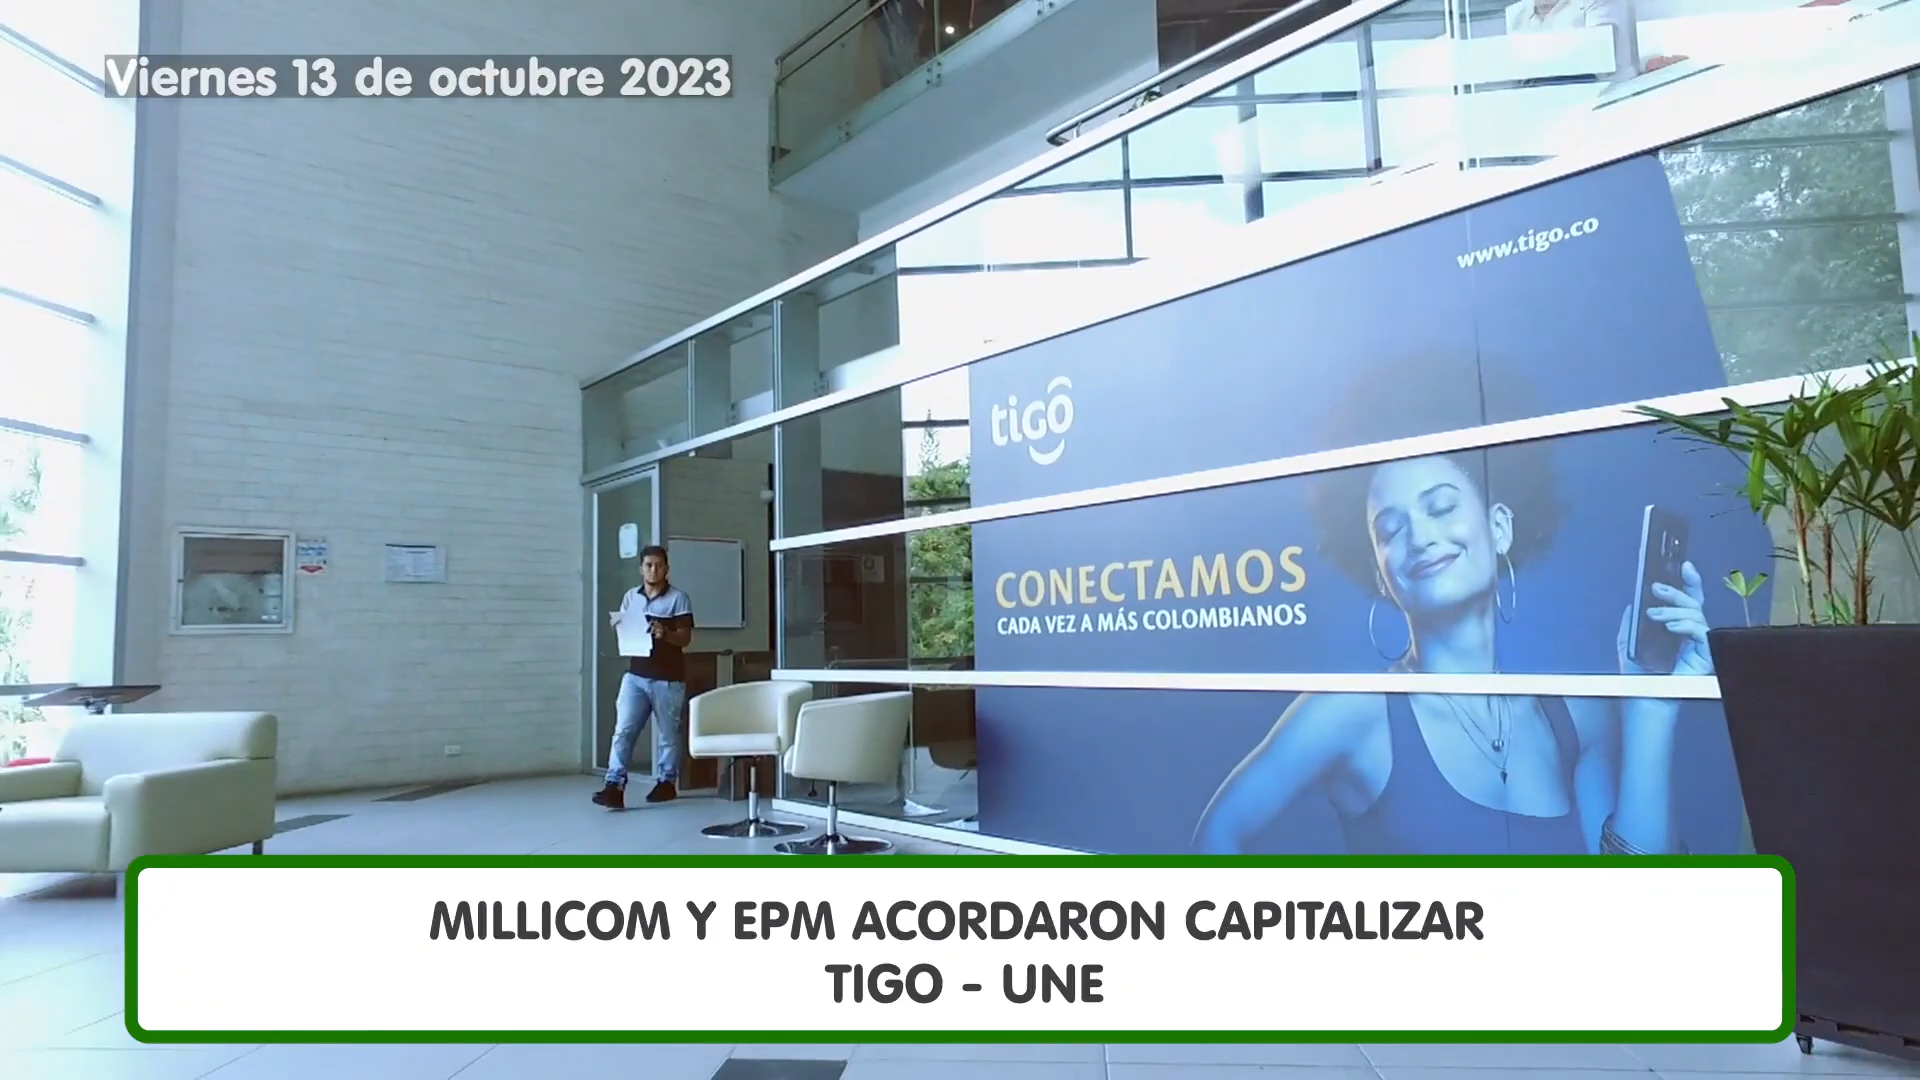 Viernes 13 de octubre 2023
www.tigo.co
tigo
CONECTAMOS
CADA VEZ A MÁS COLOMBIANOS
MILLICOM Y EPM ACORDARON CAPITALIZAR
TIGO - UNE